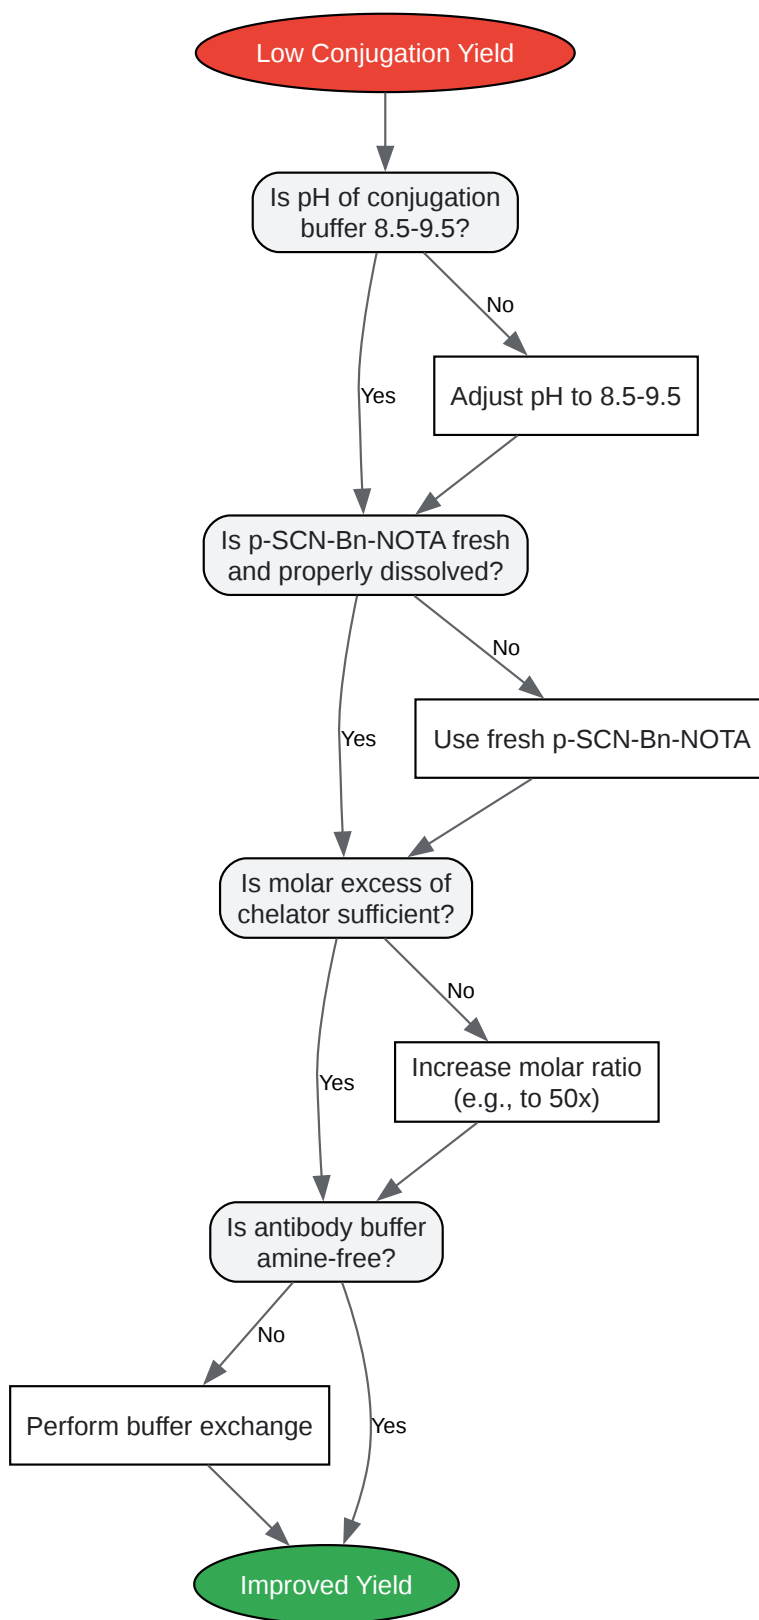 Low Conjugation Yield
Is pH of conjugation
buffer 8.5-9.5?
No
Yes
Adjust pH to 8.5-9.5
Is p-SCN-Bn-NOTA fresh
and properly dissolved?
No
Yes
Use fresh p-SCN-Bn-NOTA
Is molar excess of
chelator sufficient?
No
Yes
Increase molar ratio
(e.g., to 50x)
Is antibody buffer
amine-free?
No
Yes
Perform buffer exchange
Improved Yield